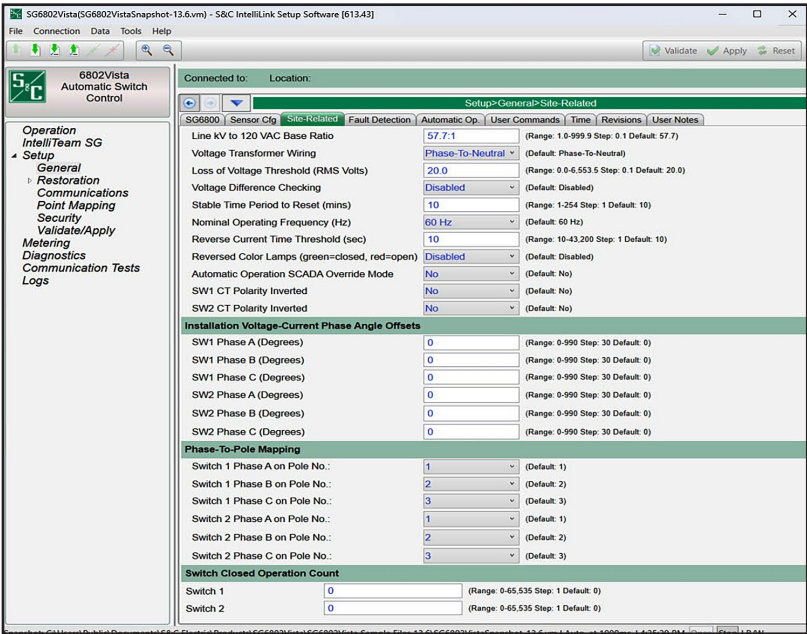 SG6802Vista(SG6802VistaSnapshot-13.6.vm) - S&C IntelliLink Setup Software [613.43]
File Connection Data Tools Help
Validate Apply Reset
S&C
6802Vista
Automatic Switch
Control
Connected to: Location:
Setup>General>Site-Related
SG6800 Sensor Cfg Site-Related Fault Detection Automatic Op. User Commands Time Revisions User Notes
Operation
IntelliTeam SG
Setup
General
Restoration
Communications
Point Mapping
Security
Validate/Apply
Metering
Diagnostics
Communication Tests
Logs
Line kV to 120 VAC Base Ratio 57.7:1 (Range: 1.0-999.9 Step: 0.1 Default: 57.7)
Voltage Transformer Wiring Phase-To-Neutral (Default: Phase-To-Neutral)
Loss of Voltage Threshold (RMS Volts) 20.0 (Range: 0.0-6,553.5 Step: 0.1 Default: 20.0)
Voltage Difference Checking Disabled (Default: Disabled)
Stable Time Period to Reset (mins) 10 (Range: 1-254 Step: 1 Default: 10)
Nominal Operating Frequency (Hz) 60 Hz (Default: 60 Hz)
Reverse Current Time Threshold (sec) 10 (Range: 10-43,200 Step: 1 Default: 10)
Reversed Color Lamps (green=closed, red=open) Disabled (Default: Disabled)
Automatic Operation SCADA Override Mode No (Default: No)
SW1 CT Polarity Inverted No (Default: No)
SW2 CT Polarity Inverted No (Default: No)
Installation Voltage-Current Phase Angle Offsets
SW1 Phase A (Degrees) 0 (Range: 0-990 Step: 30 Default: 0)
SW1 Phase B (Degrees) 0 (Range: 0-990 Step: 30 Default: 0)
SW1 Phase C (Degrees) 0 (Range: 0-990 Step: 30 Default: 0)
SW2 Phase A (Degrees) 0 (Range: 0-990 Step: 30 Default: 0)
SW2 Phase B (Degrees) 0 (Range: 0-990 Step: 30 Default: 0)
SW2 Phase C (Degrees) 0 (Range: 0-990 Step: 30 Default: 0)
Phase-To-Pole Mapping
Switch 1 Phase A on Pole No.: 1 (Default: 1)
Switch 1 Phase B on Pole No.: 2 (Default: 2)
Switch 1 Phase C on Pole No.: 3 (Default: 3)
Switch 2 Phase A on Pole No.: 1 (Default: 1)
Switch 2 Phase B on Pole No.: 2 (Default: 2)
Switch 2 Phase C on Pole No.: 3 (Default: 3)
Switch Closed Operation Count
Switch 1 0 (Range: 0-65,535 Step: 1 Default: 0)
Switch 2 0 (Range: 0-65,535 Step: 1 Default: 0)